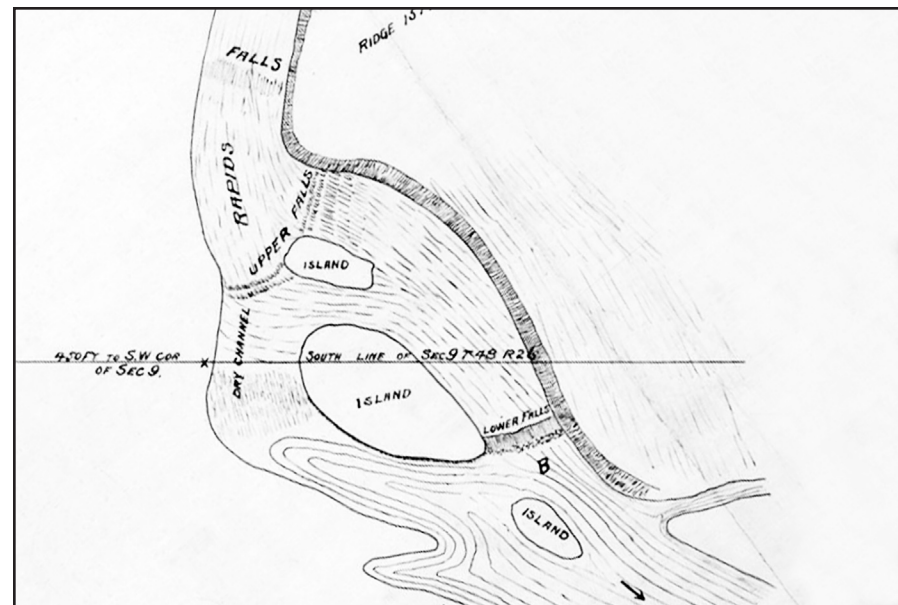 RIDGE IS
FALLS
RAPIDS
UPPER FALLS
ISLAND
DRY CHANNEL
450 FT TO S.W COR
OF SEC 9.
X
SOUTH LINE OF SEC 9 T 48 R 26
ISLAND
LOWER FALLS
B
ISLAND